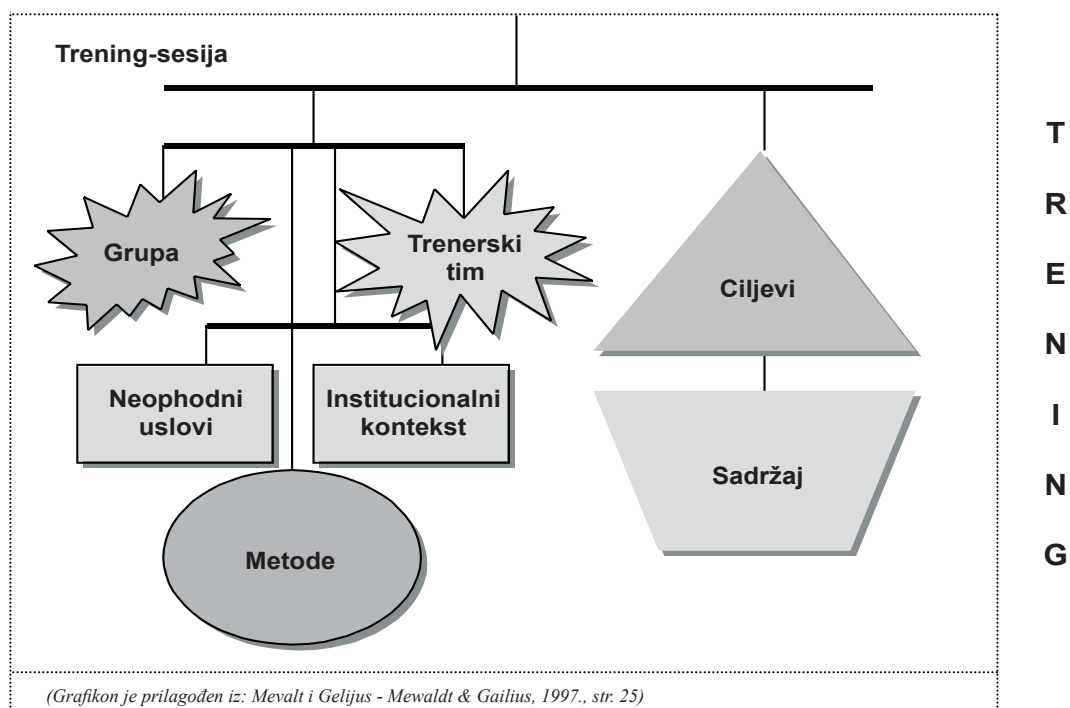 Trening-sesija
Grupa
Trenerski
tim
Ciljevi
Neophodni
uslovi
Institucionalni
kontekst
Sadržaj
Metode
T
R
E
N
I
N
G
(Grafikon je prilagođen iz: Mevalt i Gelijus - Mewaldt & Gailius, 1997., str. 25)